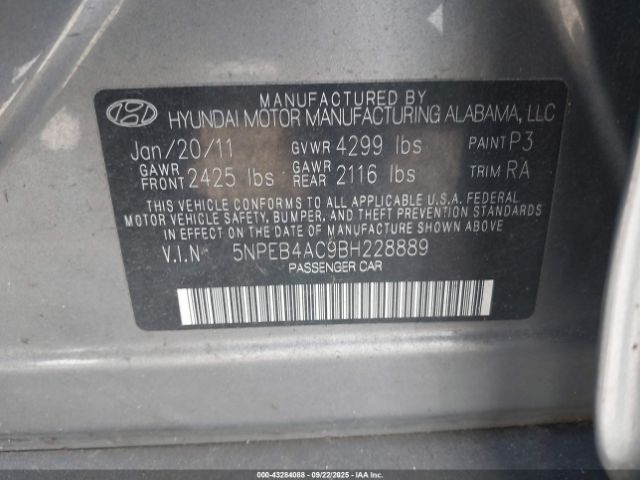 MANUFACTURED BY
HYUNDAI MOTOR MANUFACTURING ALABAMA, LLC
Jan/20/11 GVWR 4299 lbs PAINT P3
GAWR FRONT 2425 lbs GAWR REAR 2116 lbs TRIM RA
THIS VEHICLE CONFORMS TO ALL APPLICABLE U.S.A. FEDERAL
MOTOR VEHICLE SAFETY, BUMPER, AND THEFT PREVENTION STANDARDS
IN EFFECT ON THE DATE OF MANUFACTURE SHOWN ABOVE.
V.I.N 5NPEB4AC9BH228889
PASSENGER CAR
000-43284088 - 09/22/2025 - IAAI.COM